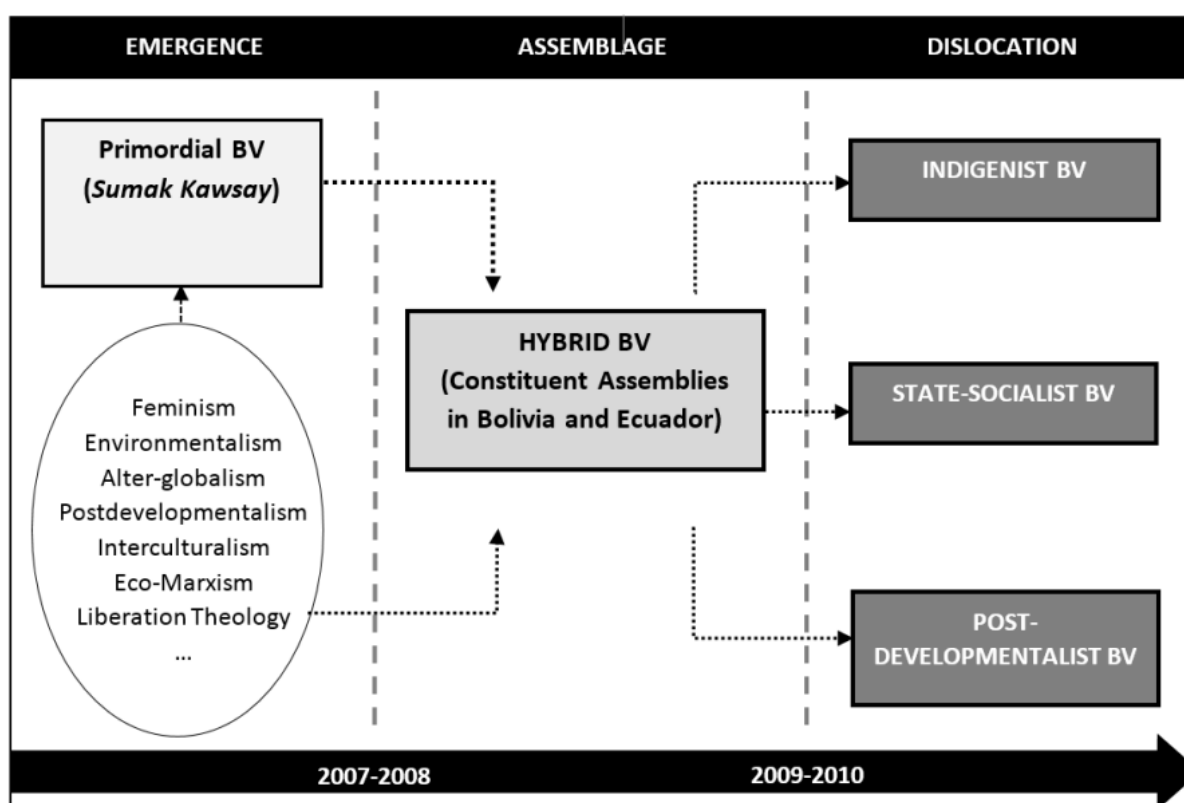 EMERGENCE
ASSEMBLAGE
DISLOCATION
Primordial BV
(Sumak Kawsay)
Feminism
Environmentalism
Alter-globalism
Postdevelopmentalism
Interculturalism
Eco-Marxism
Liberation Theology
...
HYBRID BV
(Constituent Assemblies
in Bolivia and Ecuador)
INDIGENIST BV
STATE-SOCIALIST BV
POST-
DEVELOPMENTALIST BV
2007-2008
2009-2010